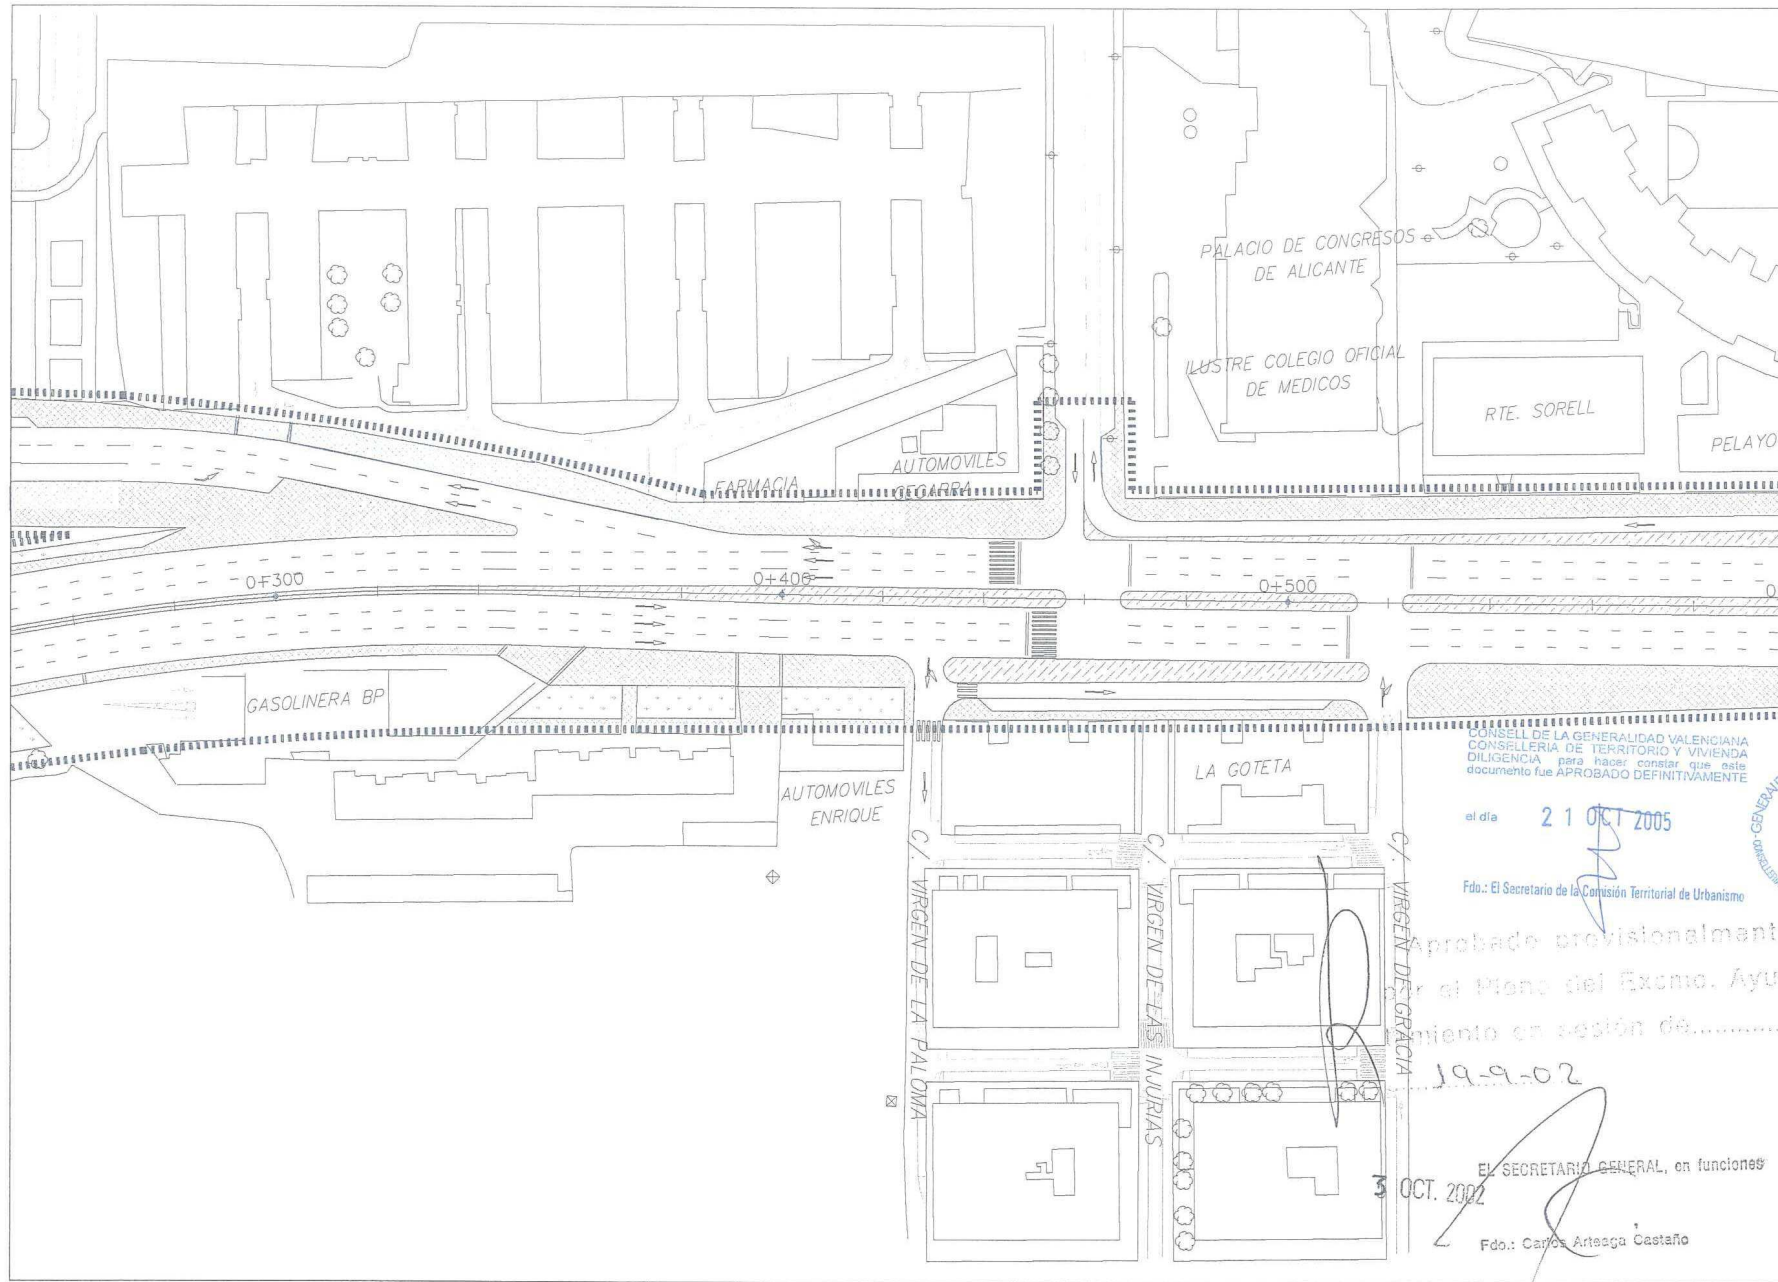 PALACIO DE CONGRESOS
DE ALICANTE
ILUSTRE COLEGIO OFICIAL
DE MEDICOS
RTE. SORELL
PELAYO
AUTOMOVILES
CEGARRA
FARMACIA
0+300
0+400
0+500
0
GASOLINERA BP
AUTOMOVILES
ENRIQUE
LA GOTETA
C/. VIRGEN DE LA PALOMA
C/. VIRGEN DE LAS INJURIAS
C/. VIRGEN DE GRACIA
CONSELL DE LA GENERALIDAD VALENCIANA
CONSELLERIA DE TERRITORIO Y VIVIENDA
DILIGENCIA para hacer constar que este
documento fue APROBADO DEFINITIVAMENTE
el día 21 OCT 2005
Fdo.: El Secretario de la Comisión Territorial de Urbanismo
Aprobado provisionalment
por el Pleno del Excmo. Ayu
tamiento en sesión de
19-9-02
EL SECRETARIO GENERAL, en funciones
3 OCT. 2002
Fdo.: Carlos Arteaga Castaño